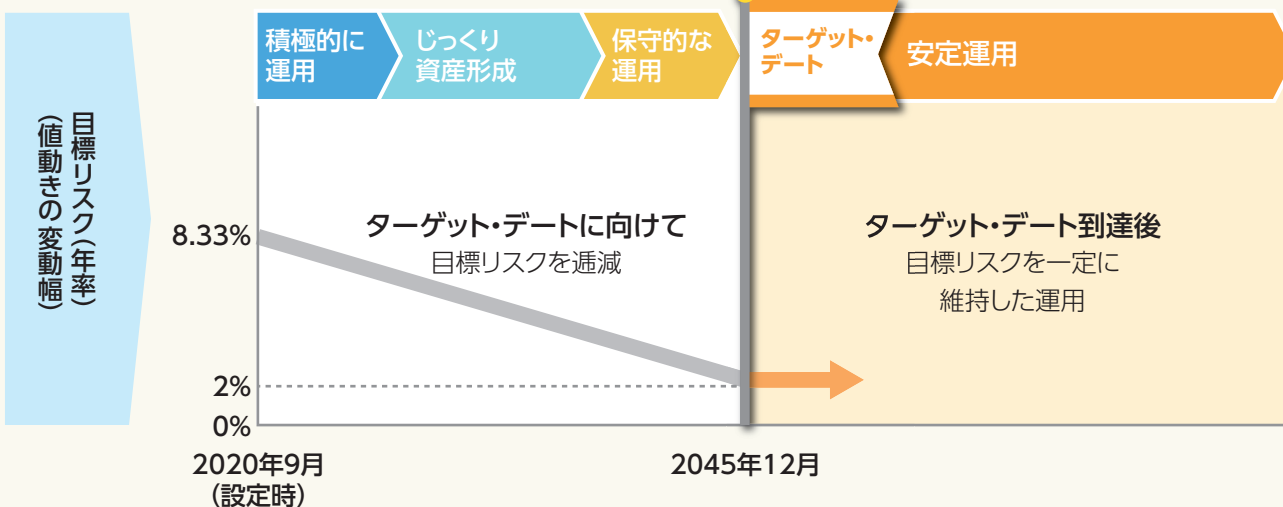 積極的に
運用
じっくり
資産形成
保守的な
運用
ターゲット・
デート
安定運用
目標リスク(年率)
(値動きの変動幅)
8.33%
ターゲット・デートに向けて
目標リスクを逓減
ターゲット・デート到達後
目標リスクを一定に
維持した運用
2%
0%
2020年9月
(設定時)
2045年12月